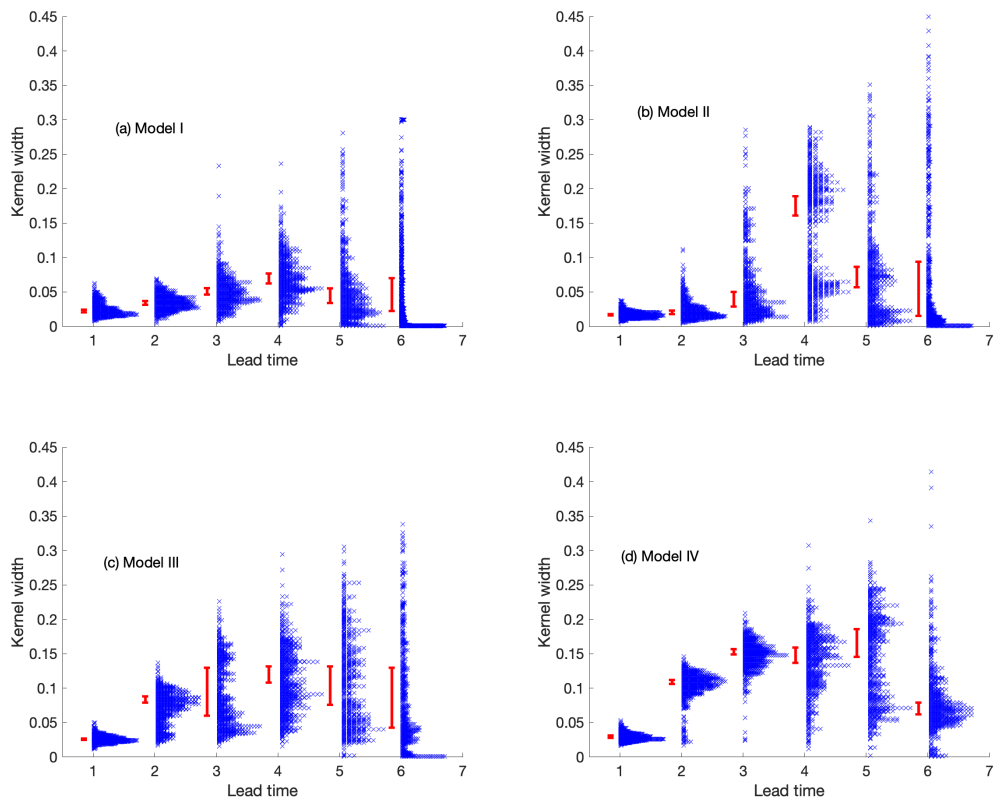 0.45
0.4
0.35
0.3
0.25
0.2
0.15
0.1
0.05
0
Kernel width
(a) Model I
1 2 3 4 5 6 7
Lead time
0.45
0.4
0.35
0.3
0.25
0.2
0.15
0.1
0.05
0
Kernel width
(b) Model II
1 2 3 4 5 6 7
Lead time
0.45
0.4
0.35
0.3
0.25
0.2
0.15
0.1
0.05
0
Kernel width
(c) Model III
1 2 3 4 5 6 7
Lead time
0.45
0.4
0.35
0.3
0.25
0.2
0.15
0.1
0.05
0
Kernel width
(d) Model IV
1 2 3 4 5 6 7
Lead time